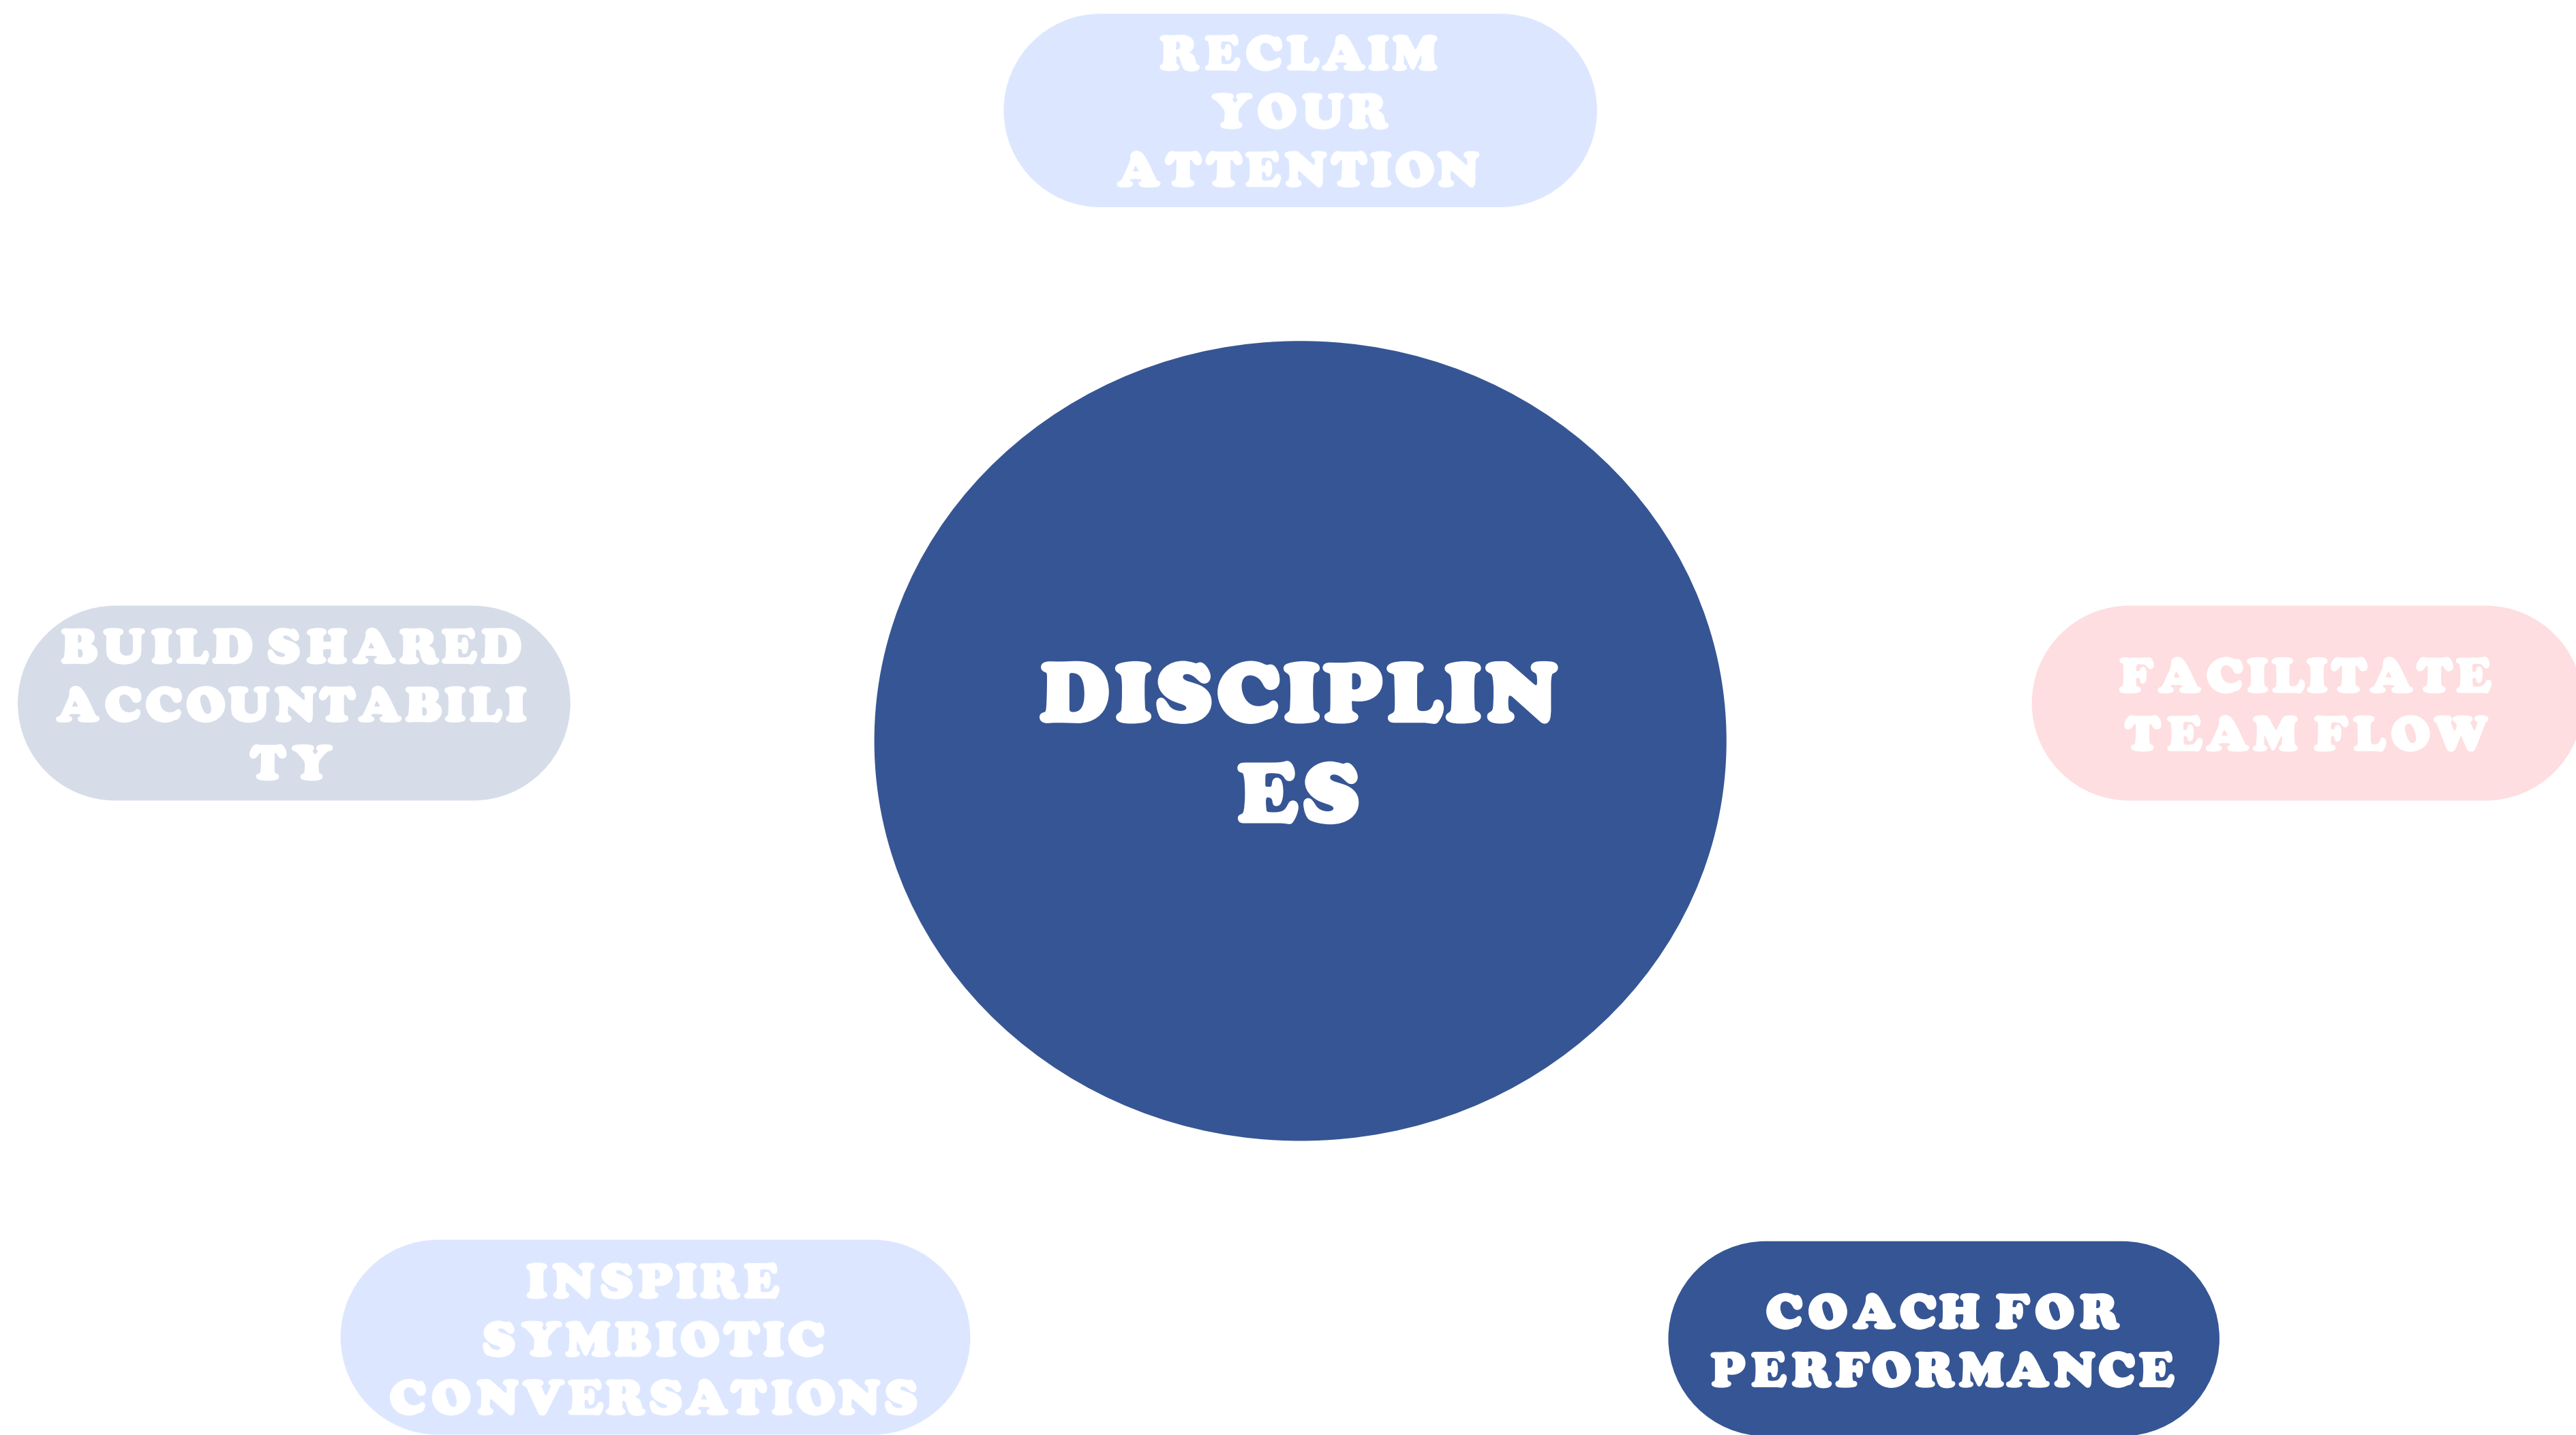 RECLAIM
YOUR
ATTENTION
BUILD SHARED
ACCOUNTABILI
TY
DISCIPLIN
ES
FACILITATE
TEAM FLOW
INSPIRE
SYMBIOTIC
CONVERSATIONS
COACH FOR
PERFORMANCE